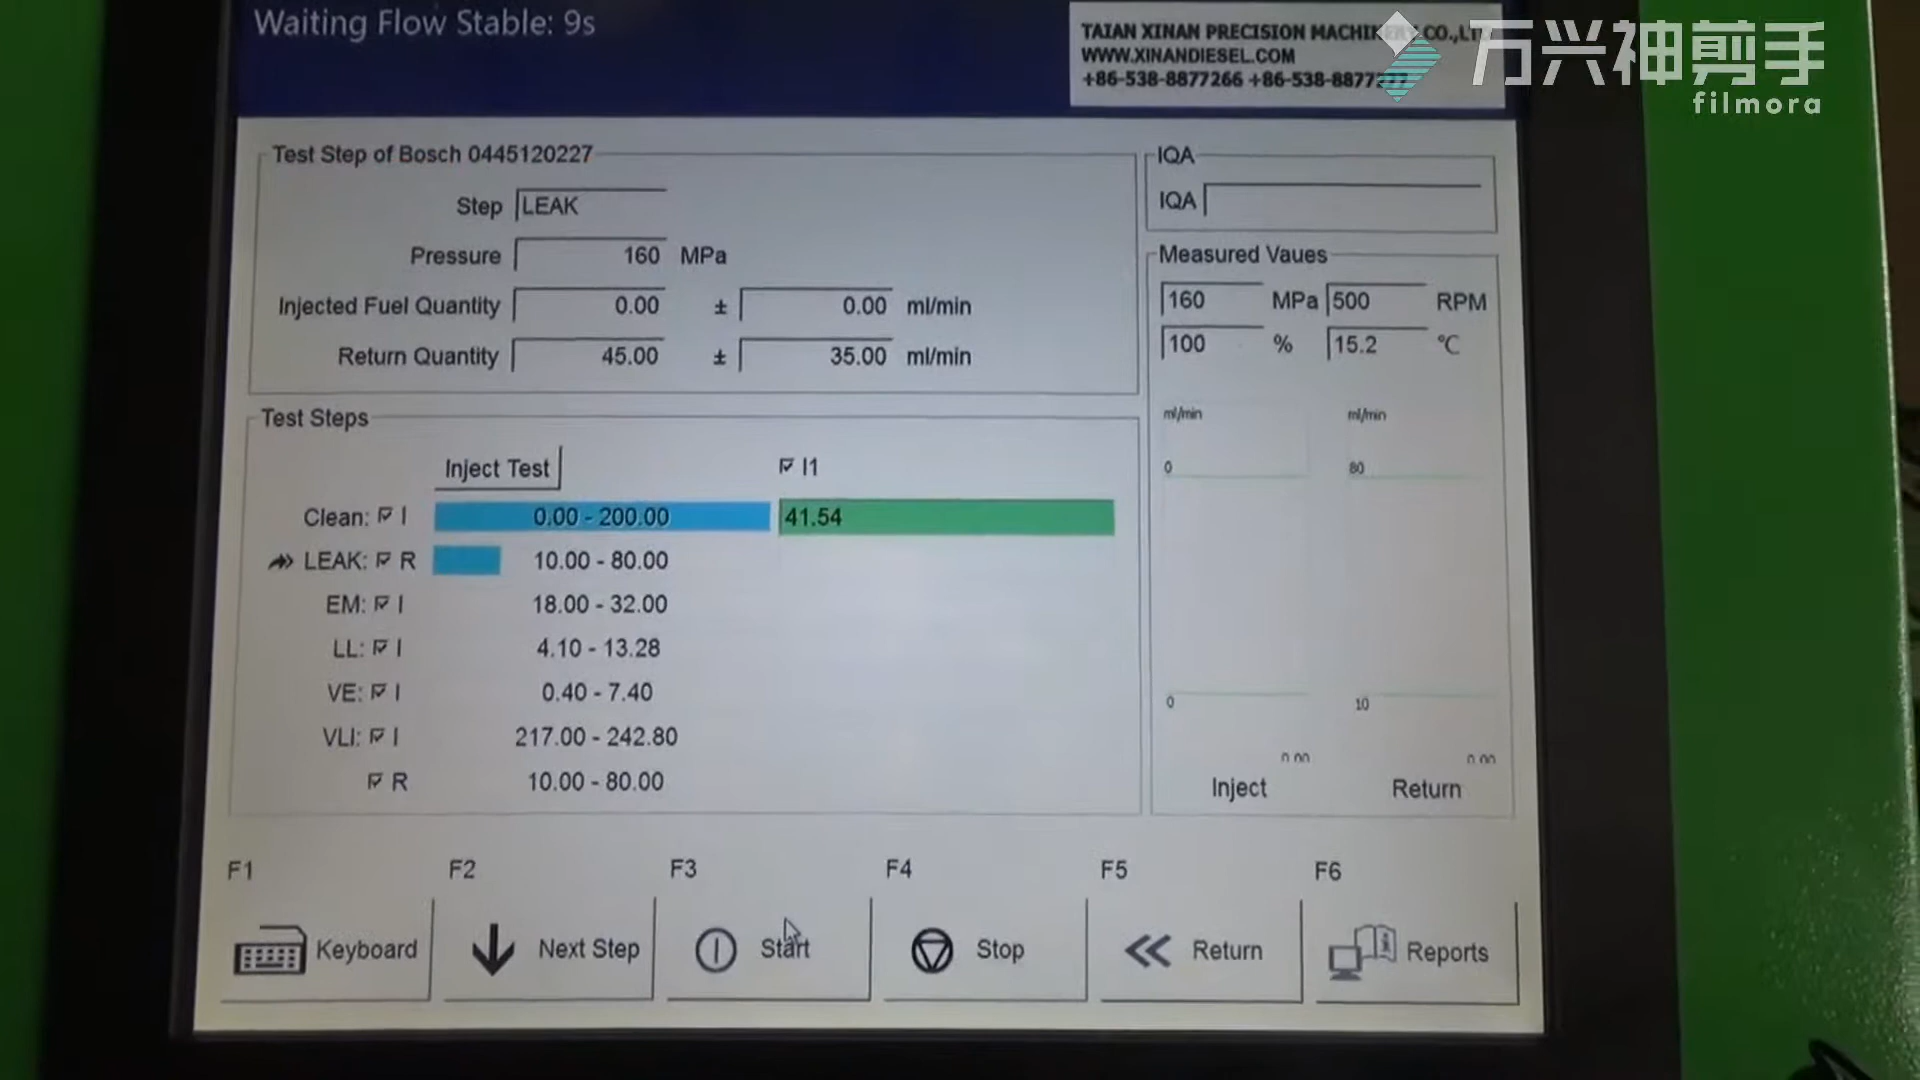 Waiting Flow Stable: 9s
TAIAN XINAN PRECISION MACHINERY CO.,LTD
WWW.XINANDIESEL.COM
+86-538-8877266 +86-538-8877277
万兴神剪手
filmora
Test Step of Bosch 0445120227
Step LEAK
Pressure 160 MPa
Injected Fuel Quantity 0.00 ± 0.00 ml/min
Return Quantity 45.00 ± 35.00 ml/min
IQA
IQA
Measured Vaues
160 MPa 500 RPM
100 % 15.2 ℃
ml/min ml/min
0 80
0 10
0.00 0.00
Inject Return
Test Steps
Inject Test I1
Clean: I 0.00 - 200.00 41.54
LEAK: R 10.00 - 80.00
EM: I 18.00 - 32.00
LL: I 4.10 - 13.28
VE: I 0.40 - 7.40
VLI: I 217.00 - 242.80
R 10.00 - 80.00
F1 F2 F3 F4 F5 F6
Keyboard Next Step Start Stop Return Reports